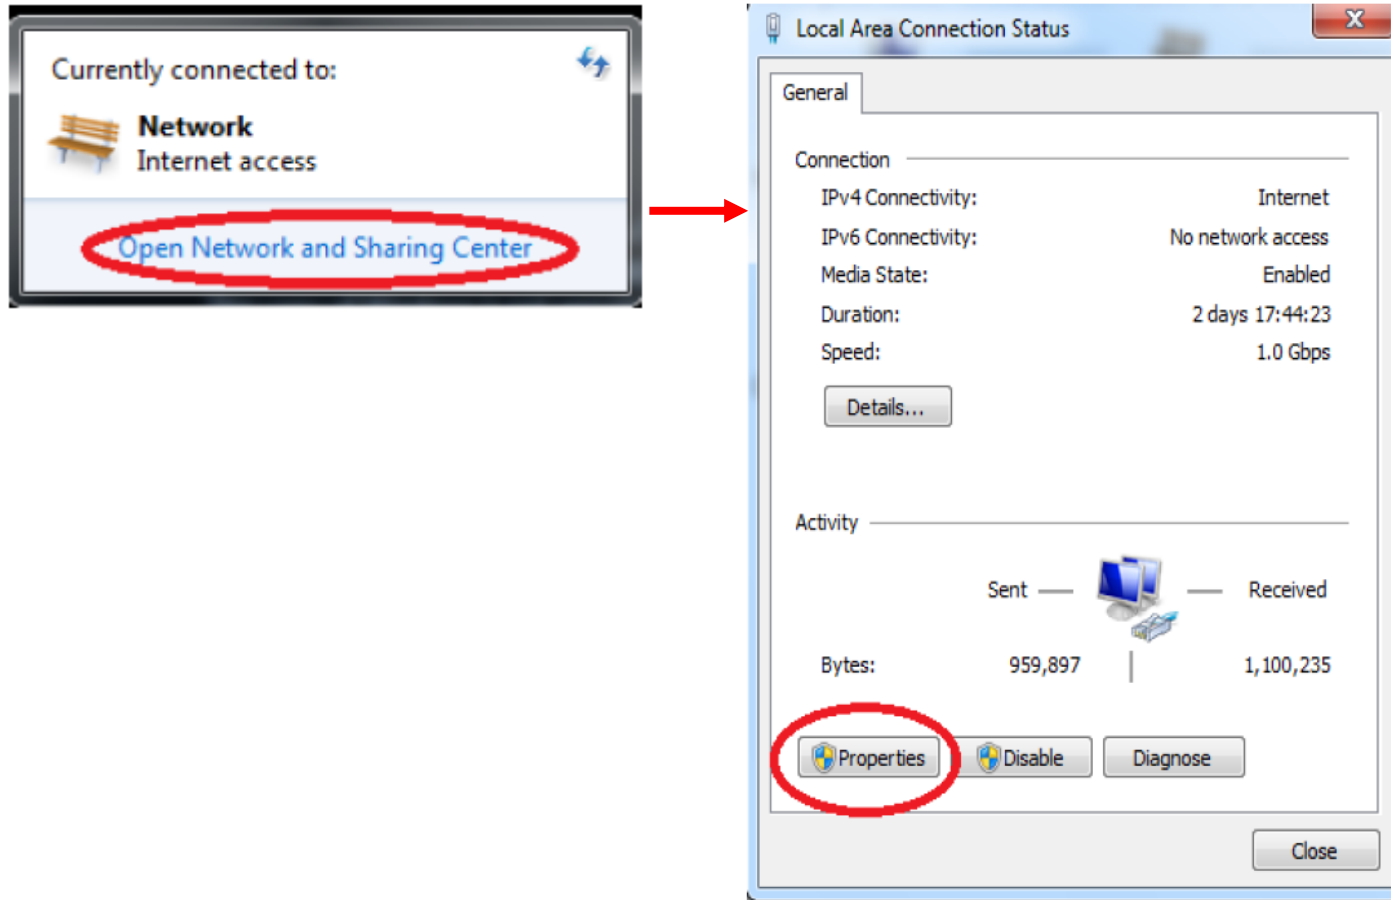 Currently connected to:
Network
Internet access
Open Network and Sharing Center
Local Area Connection Status
General
Connection
IPv4 Connectivity: Internet
IPv6 Connectivity: No network access
Media State: Enabled
Duration: 2 days 17:44:23
Speed: 1.0 Gbps
Details...
Activity
Sent Received
Bytes: 959,897 1,100,235
Properties Disable Diagnose
Close